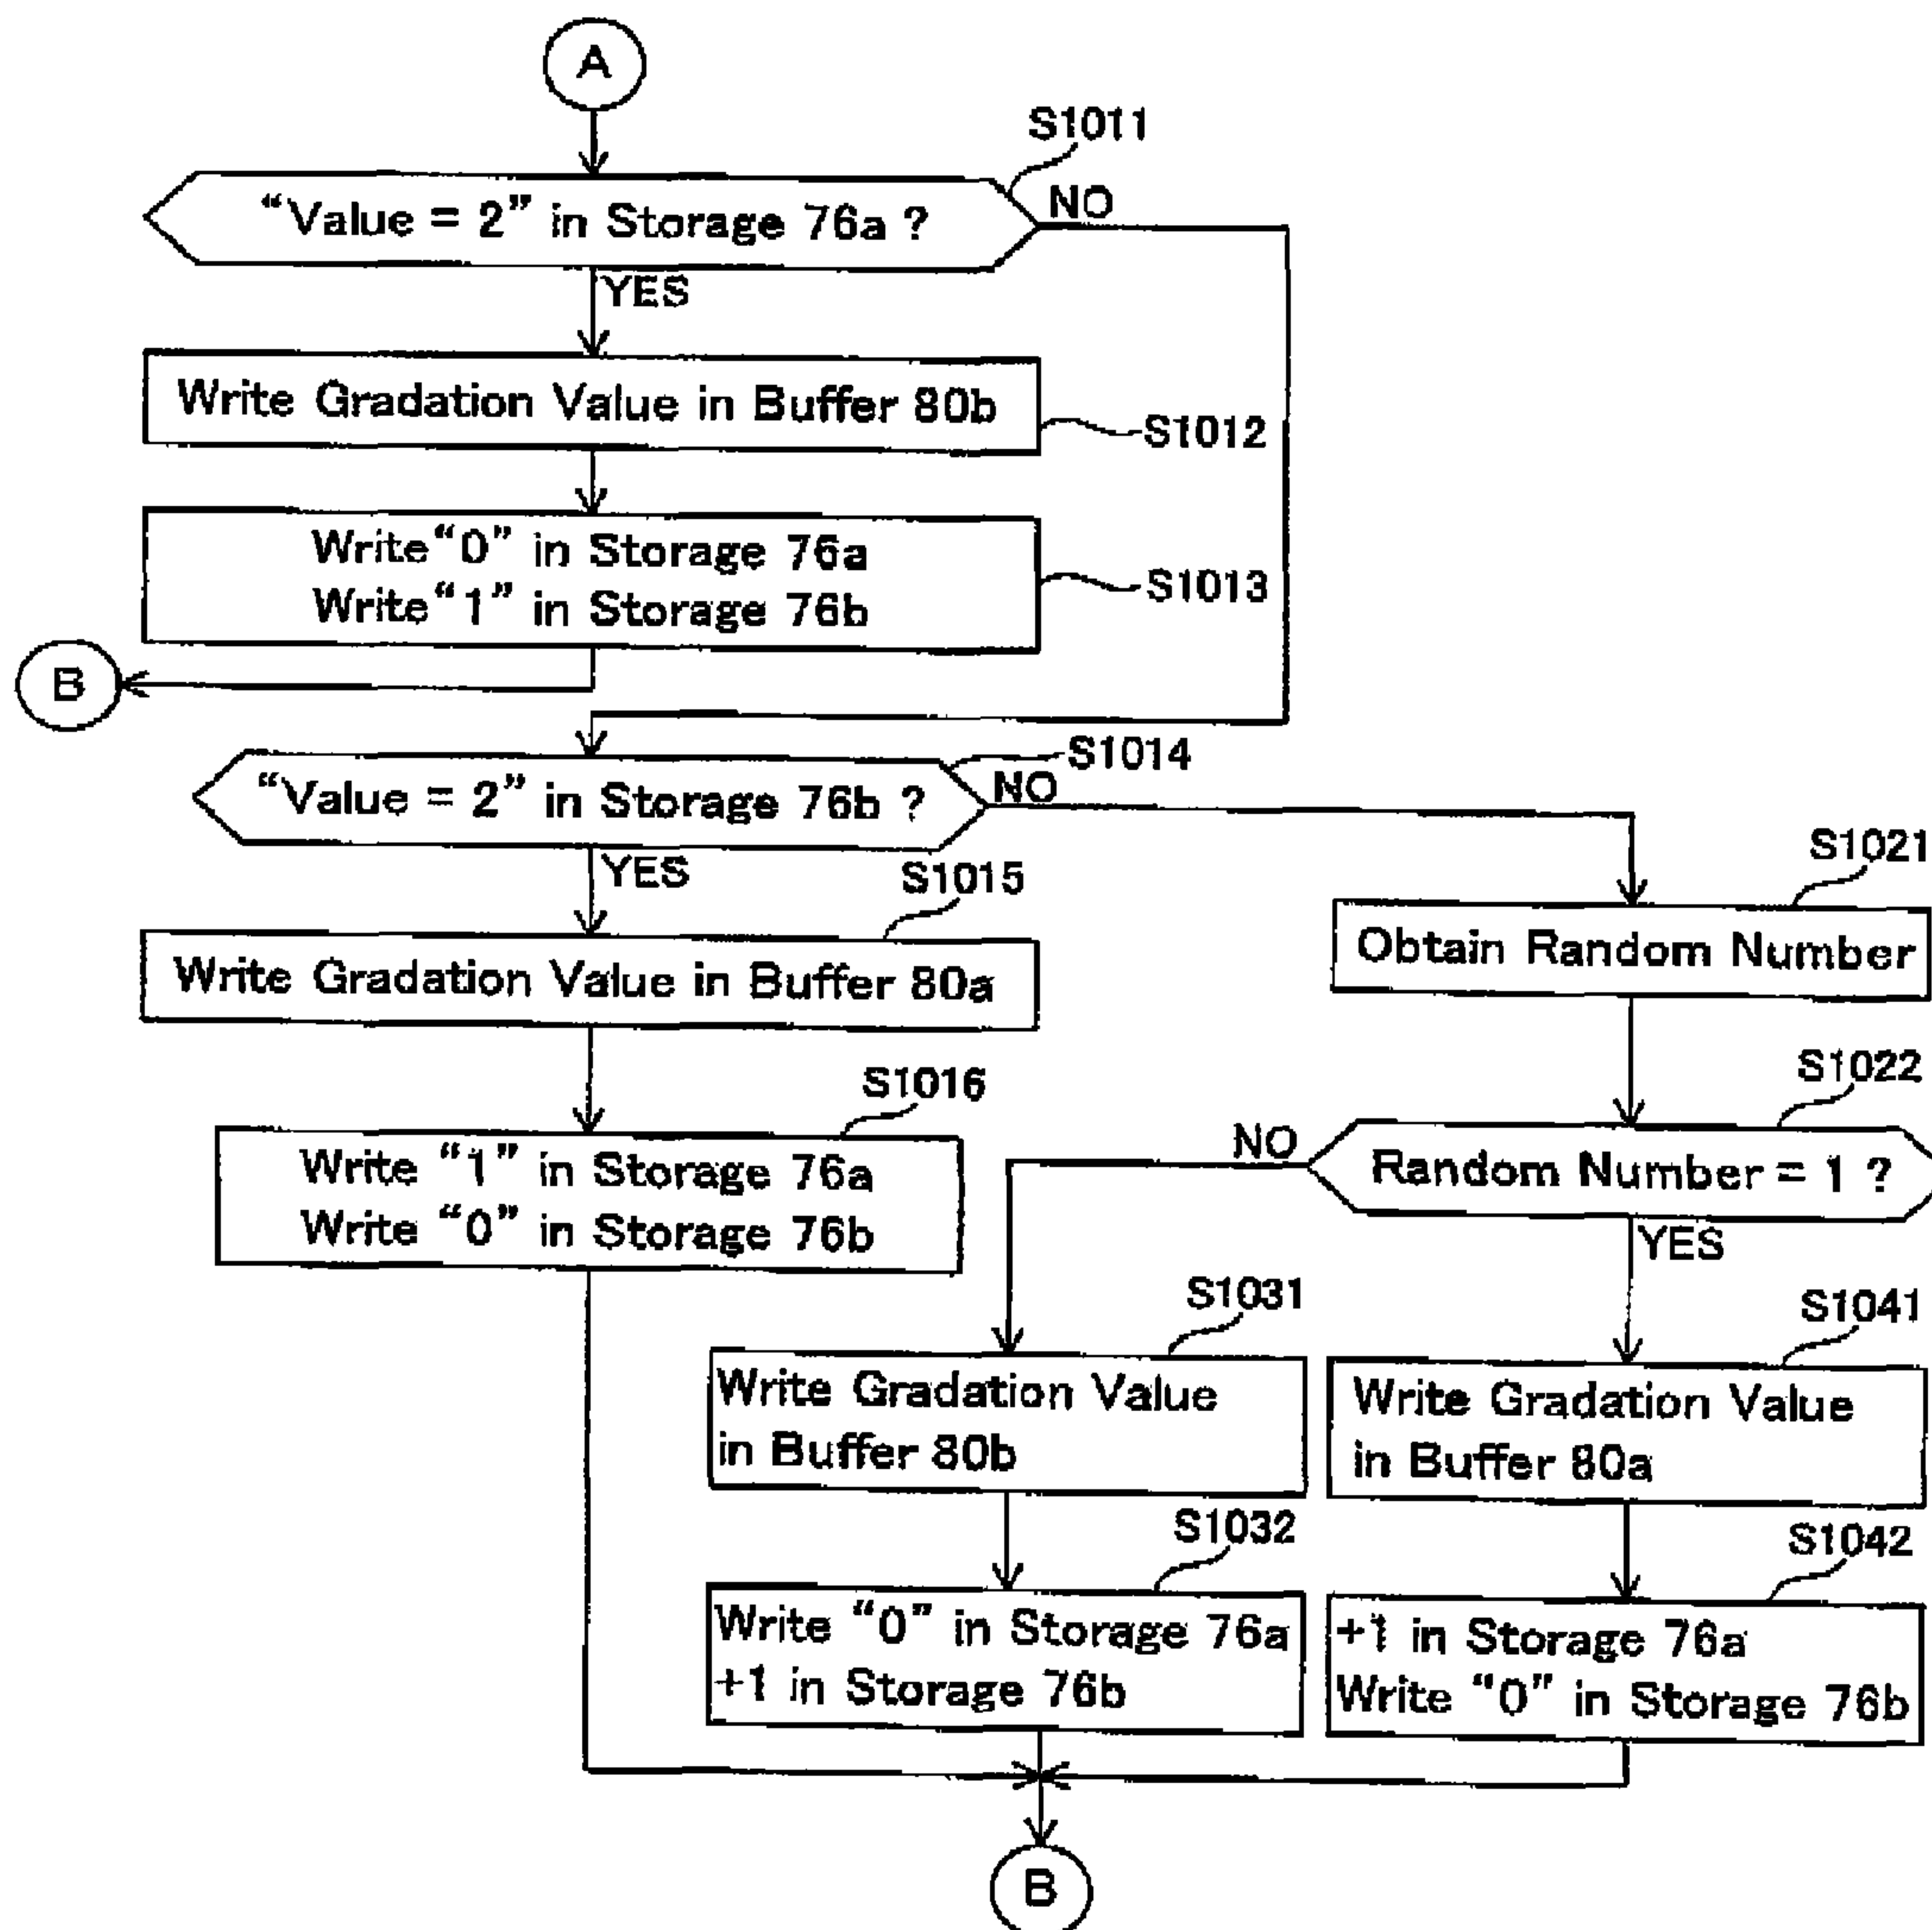 A
S1011
“Value = 2” in Storage 76a ?
NO
YES
Write Gradation Value in Buffer 80b
S1012
Write“0” in Storage 76a
Write“1” in Storage 76b
S1013
B
S1014
“Value = 2” in Storage 76b ?
NO
YES
S1015
S1021
Write Gradation Value in Buffer 80a
Obtain Random Number
S1016
S1022
Write “1” in Storage 76a
Write “0” in Storage 76b
NO
Random Number = 1 ?
YES
S1031
S1041
Write Gradation Value
in Buffer 80b
Write Gradation Value
in Buffer 80a
S1032
S1042
Write “0” in Storage 76a
+1 in Storage 76b
+1 in Storage 76a
Write “0” in Storage 76b
B